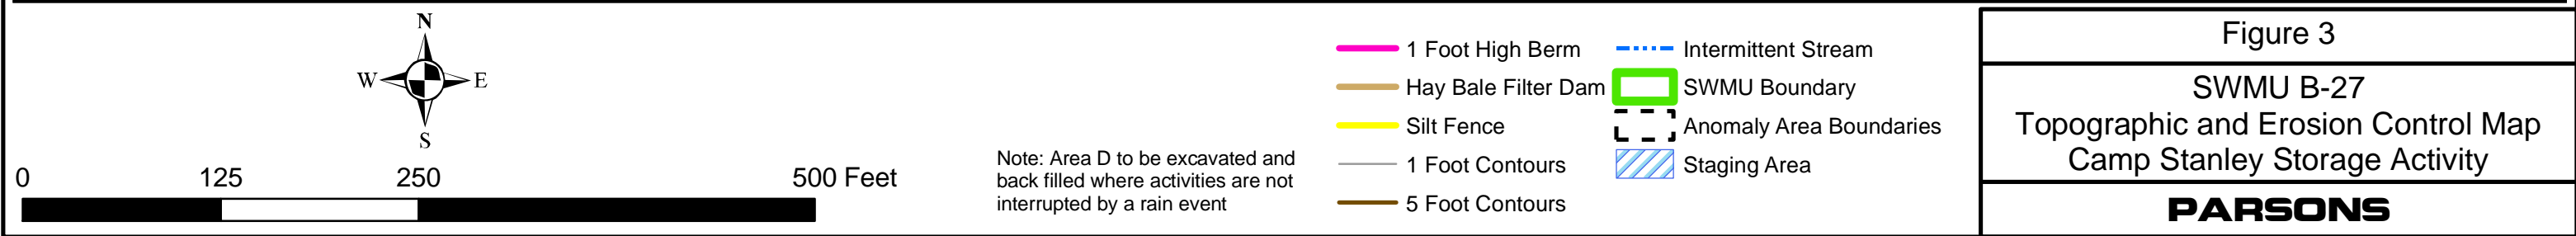 N
W E
S
0 125 250 500 Feet
Note: Area D to be excavated and
back filled where activities are not
interrupted by a rain event
1 Foot High Berm
Hay Bale Filter Dam
Silt Fence
1 Foot Contours
5 Foot Contours
Intermittent Stream
SWMU Boundary
Anomaly Area Boundaries
Staging Area
Figure 3
SWMU B-27
Topographic and Erosion Control Map
Camp Stanley Storage Activity
PARSONS